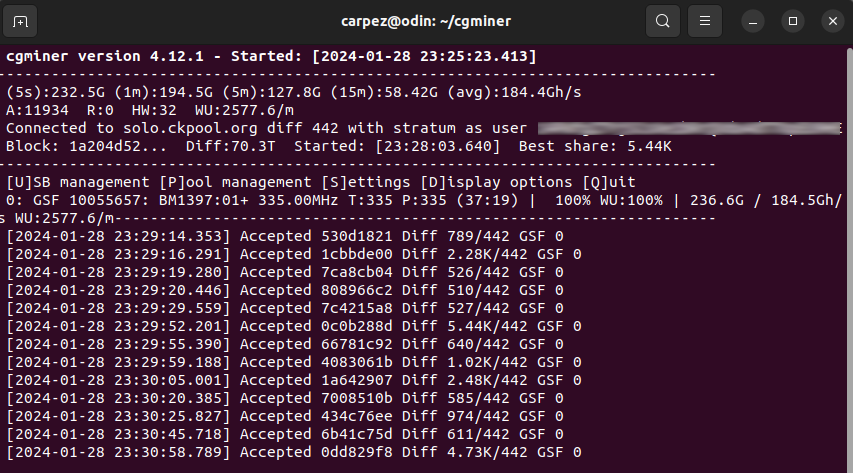 carpez@odin: ~/cgminer
cgminer version 4.12.1 - Started: [2024-01-28 23:25:23.413]
--------------------------------------------------------------------------------
(5s):232.5G (1m):194.5G (5m):127.8G (15m):58.42G (avg):184.4Gh/s
A:11934  R:0  HW:32  WU:2577.6/m
Connected to solo.ckpool.org diff 442 with stratum as user
Block: 1a204d52...  Diff:70.3T  Started: [23:28:03.640]  Best share: 5.44K
--------------------------------------------------------------------------------
[U]SB management [P]ool management [S]ettings [D]isplay options [Q]uit
0: GSF 10055657: BM1397:01+ 335.00MHz T:335 P:335 (37:19) |  100% WU:100% | 236.6G / 184.5Gh/
s WU:2577.6/m-------------------------------------------------------------------
[2024-01-28 23:29:14.353] Accepted 530d1821 Diff 789/442 GSF 0
[2024-01-28 23:29:16.291] Accepted 1cbbde00 Diff 2.28K/442 GSF 0
[2024-01-28 23:29:19.280] Accepted 7ca8cb04 Diff 526/442 GSF 0
[2024-01-28 23:29:20.446] Accepted 808966c2 Diff 510/442 GSF 0
[2024-01-28 23:29:29.559] Accepted 7c4215a8 Diff 527/442 GSF 0
[2024-01-28 23:29:52.201] Accepted 0c0b288d Diff 5.44K/442 GSF 0
[2024-01-28 23:29:55.390] Accepted 66781c92 Diff 640/442 GSF 0
[2024-01-28 23:29:59.188] Accepted 4083061b Diff 1.02K/442 GSF 0
[2024-01-28 23:30:05.001] Accepted 1a642907 Diff 2.48K/442 GSF 0
[2024-01-28 23:30:20.385] Accepted 7008510b Diff 585/442 GSF 0
[2024-01-28 23:30:25.827] Accepted 434c76ee Diff 974/442 GSF 0
[2024-01-28 23:30:45.718] Accepted 6b41c75d Diff 611/442 GSF 0
[2024-01-28 23:30:58.789] Accepted 0dd829f8 Diff 4.73K/442 GSF 0